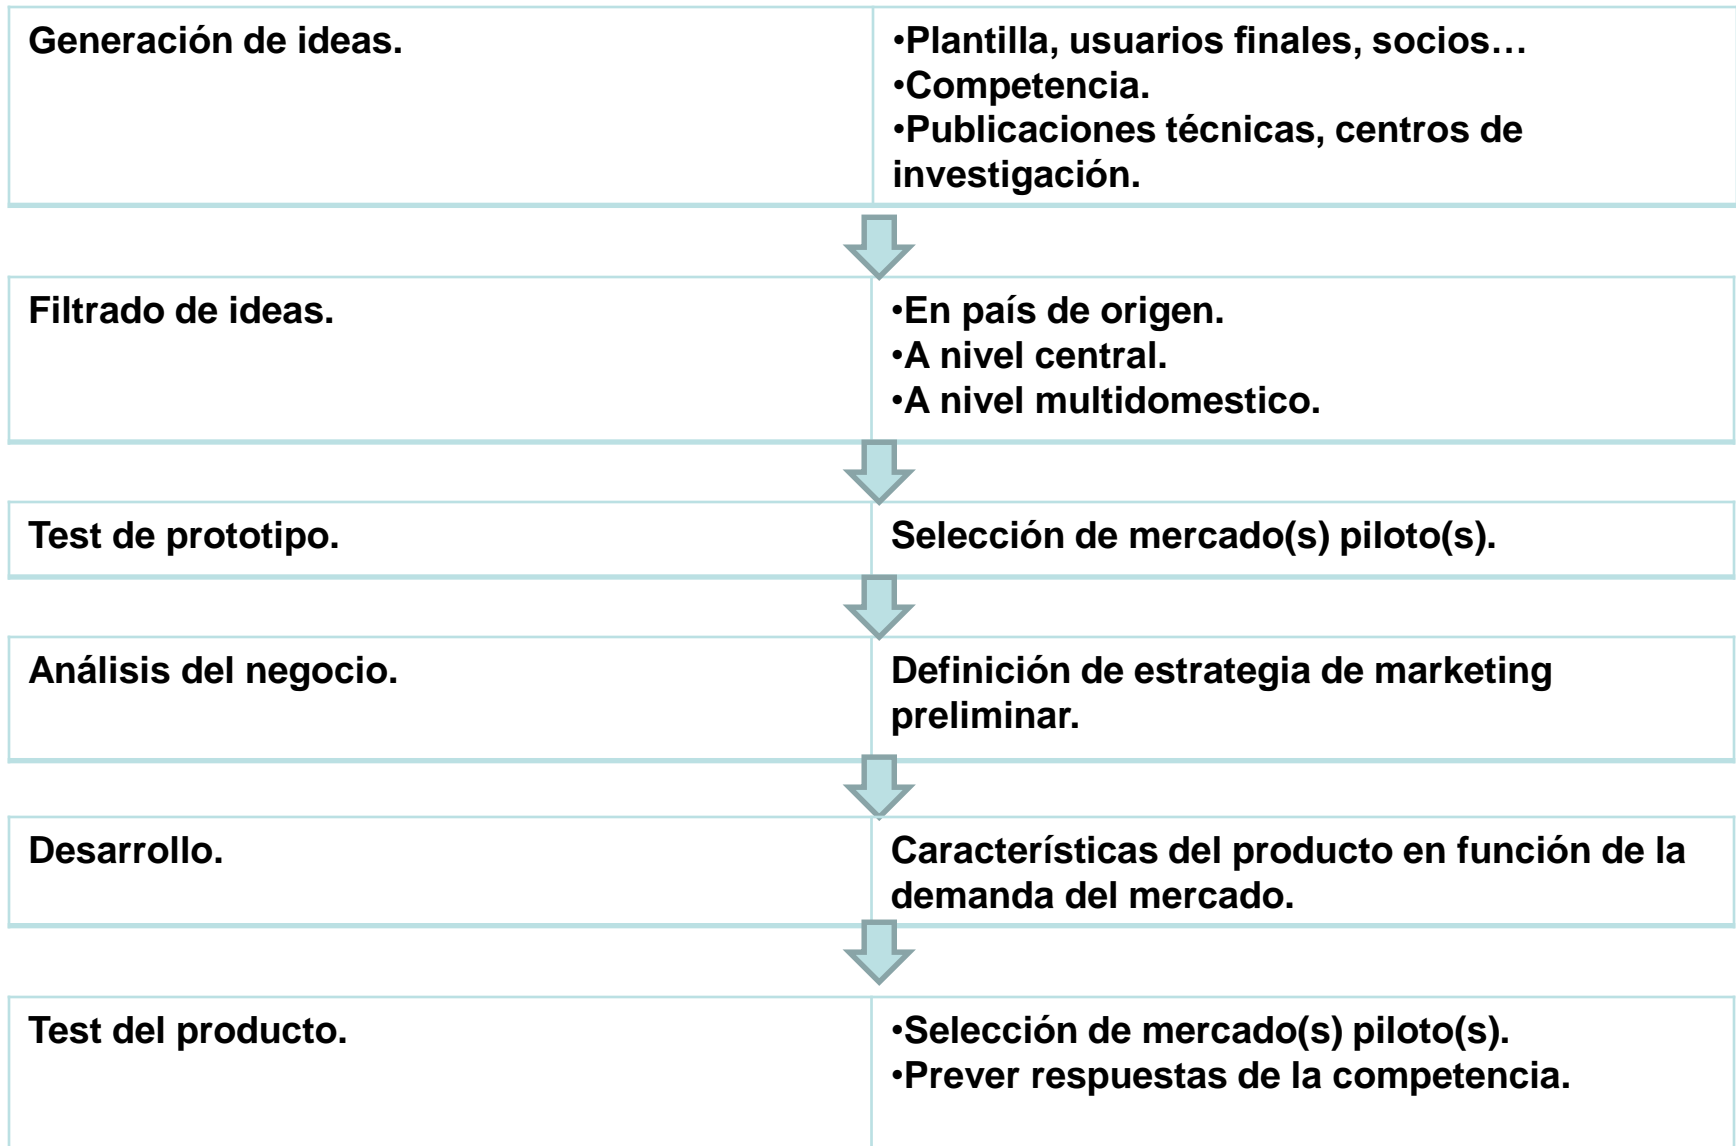 Generación de ideas.
•Plantilla, usuarios finales, socios…
•Competencia.
•Publicaciones técnicas, centros de
investigación.
Filtrado de ideas.
•En país de origen.
•A nivel central.
•A nivel multidomestico.
Test de prototipo.
Selección de mercado(s) piloto(s).
Análisis del negocio.
Definición de estrategia de marketing
preliminar.
Desarrollo.
Características del producto en función de la
demanda del mercado.
Test del producto.
•Selección de mercado(s) piloto(s).
•Prever respuestas de la competencia.